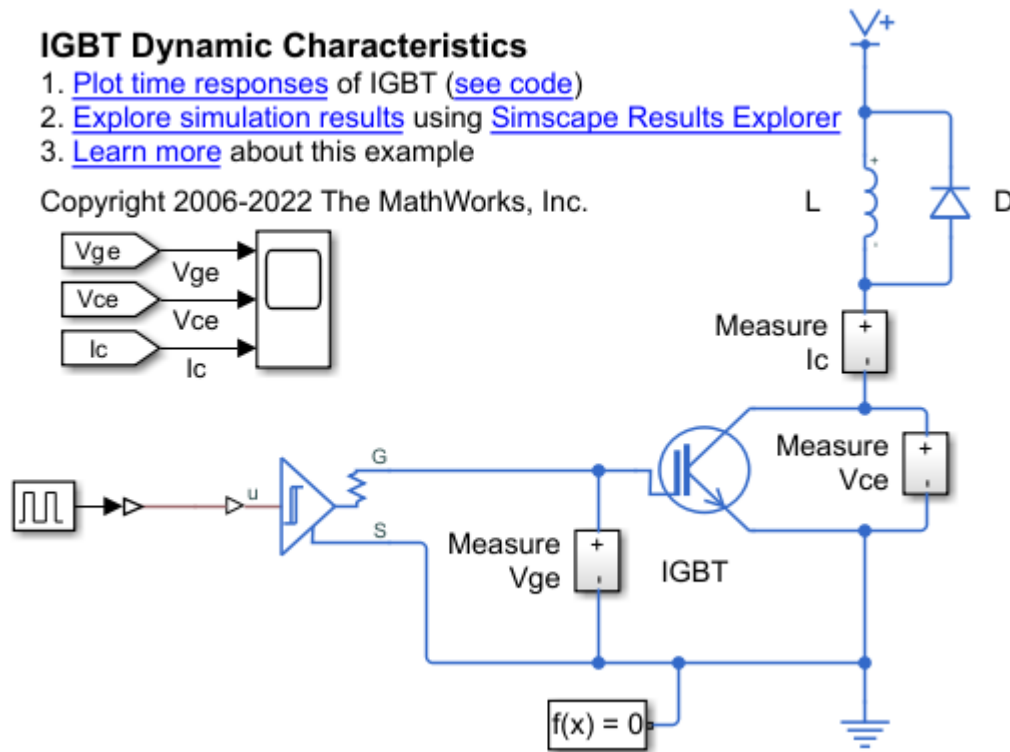 IGBT Dynamic Characteristics
1. Plot time responses of IGBT (see code)
2. Explore simulation results using Simscape Results Explorer
3. Learn more about this example
Copyright 2006-2022 The MathWorks, Inc.
V+
+
L
D
-
Vge
Vge
Vce
Vce
Ic
Ic
Measure
Ic
+
-
Measure
Vce
+
-
G
u
S
Measure
Vge
+
-
IGBT
f(x) = 0